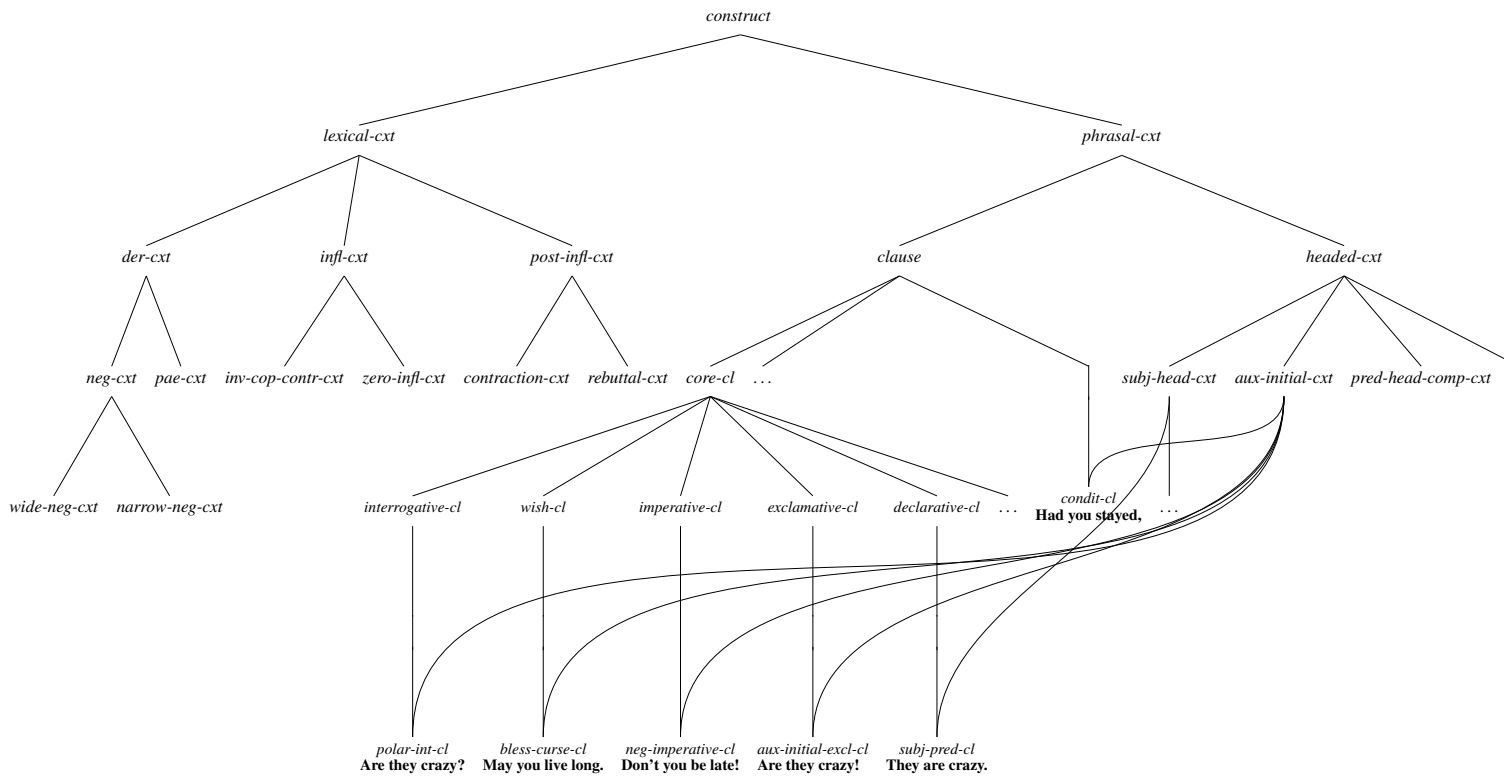 construct
lexical-cxt phrasal-cxt
der-cxt infl-cxt post-infl-cxt clause headed-cxt
neg-cxt pae-cxt inv-cop-contr-cxt zero-infl-cxt contraction-cxt rebuttal-cxt core-cl ... subj-head-cxt aux-initial-cxt pred-head-comp-cxt
wide-neg-cxt narrow-neg-cxt interrogative-cl wish-cl imperative-cl exclamative-cl declarative-cl ... condit-cl ...
Had you stayed,
polar-int-cl bless-curse-cl neg-imperative-cl aux-initial-excl-cl subj-pred-cl
Are they crazy? May you live long. Don't you be late! Are they crazy! They are crazy.